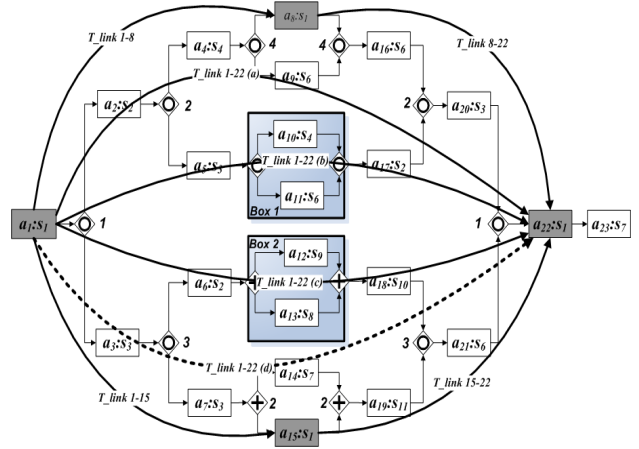 4
a8:s1
T_link 1-8
a4:s4
4
a16:s6
T_link 8-22
a9:s6
T_link 1-22 (a)
a2:s2
2
2
a20:s3
a10:s4
a5:s3
T_link 1-22 (b)
a17:s2
a11:s6
Box 1
a1:s1
1
1
a22:s1
a23:s7
Box 2
a12:s9
a6:s2
T_link 1-22 (c)
a18:s10
a13:s8
a3:s3
3
3
a21:s6
T_link 1-22 (d)
a14:s7
T_link 1-15
T_link 15-22
a7:s3
2
2
a19:s11
a15:s1